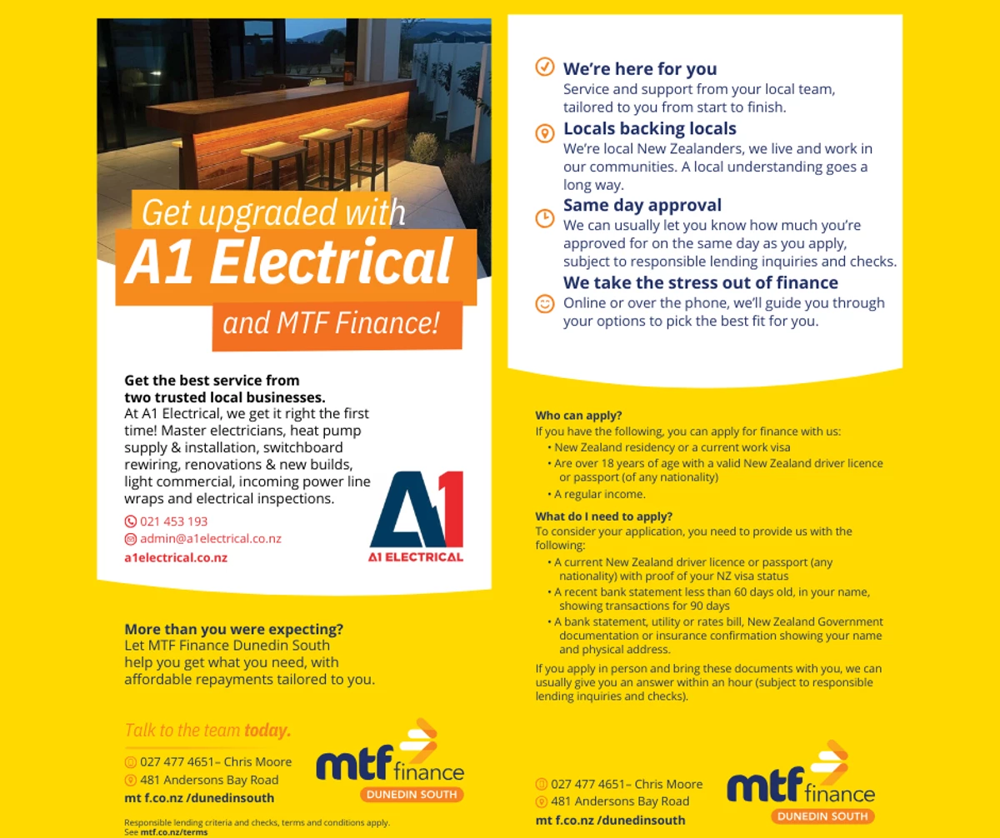 Get upgraded with
A1 Electrical
and MTF Finance!
Get the best service from
two trusted local businesses.
At A1 Electrical, we get it right the first
time! Master electricians, heat pump
supply & installation, switchboard
rewiring, renovations & new builds,
light commercial, incoming power line
wraps and electrical inspections.
021 453 193
admin@a1electrical.co.nz
a1electrical.co.nz
A1
A1 ELECTRICAL
More than you were expecting?
Let MTF Finance Dunedin South
help you get what you need, with
affordable repayments tailored to you.
Talk to the team today.
027 477 4651– Chris Moore
481 Andersons Bay Road
mt f.co.nz /dunedinsouth
mtf finance
DUNEDIN SOUTH
Responsible lending criteria and checks, terms and conditions apply.
See mtf.co.nz/terms
We're here for you
Service and support from your local team,
tailored to you from start to finish.
Locals backing locals
We're local New Zealanders, we live and work in
our communities. A local understanding goes a
long way.
Same day approval
We can usually let you know how much you're
approved for on the same day as you apply,
subject to responsible lending inquiries and checks.
We take the stress out of finance
Online or over the phone, we'll guide you through
your options to pick the best fit for you.
Who can apply?
If you have the following, you can apply for finance with us:
• New Zealand residency or a current work visa
• Are over 18 years of age with a valid New Zealand driver licence
or passport (of any nationality)
• A regular income.
What do I need to apply?
To consider your application, you need to provide us with the
following:
• A current New Zealand driver licence or passport (any
nationality) with proof of your NZ visa status
• A recent bank statement less than 60 days old, in your name,
showing transactions for 90 days
• A bank statement, utility or rates bill, New Zealand Government
documentation or insurance confirmation showing your name
and physical address.
If you apply in person and bring these documents with you, we can
usually give you an answer within an hour (subject to responsible
lending inquiries and checks).
027 477 4651– Chris Moore
481 Andersons Bay Road
mt f.co.nz /dunedinsouth
mtf finance
DUNEDIN SOUTH